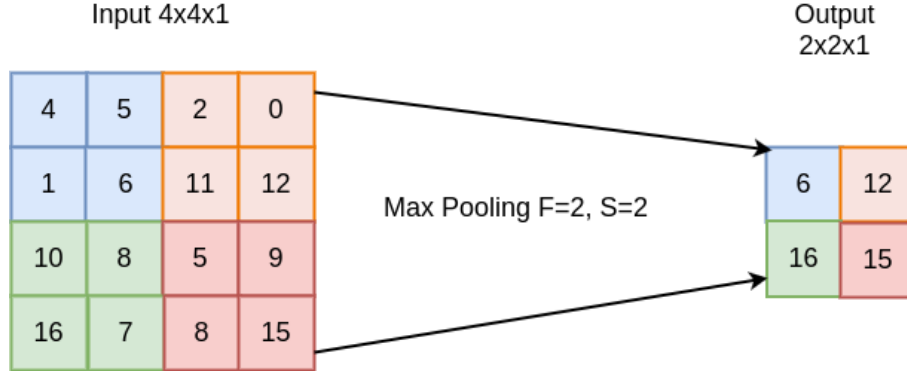 Input 4x4x1
Output
2x2x1
4 5 2 0
1 6 11 12
10 8 5 9
16 7 8 15
Max Pooling F=2, S=2
6 12
16 15